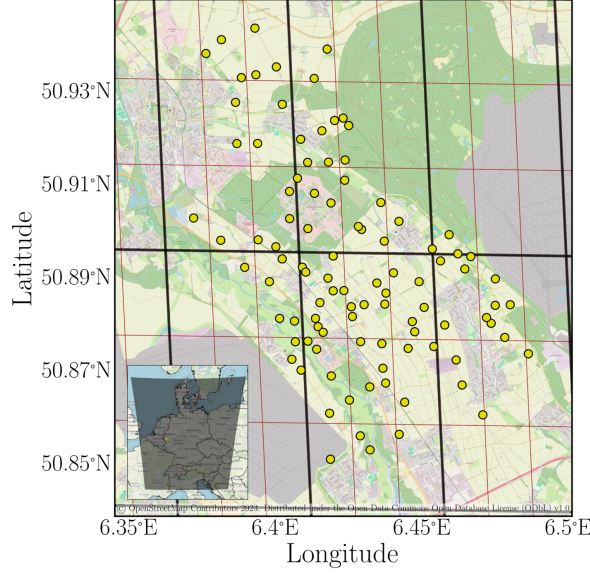 50.93°N
50.91°N
Latitude
50.89°N
50.87°N
50.85°N
© OpenStreetMap Contributors 2023. Distributed under the Open Data Commons Open Database License (ODbL) v1.0.
6.35°E
6.4°E
6.45°E
6.5°E
Longitude